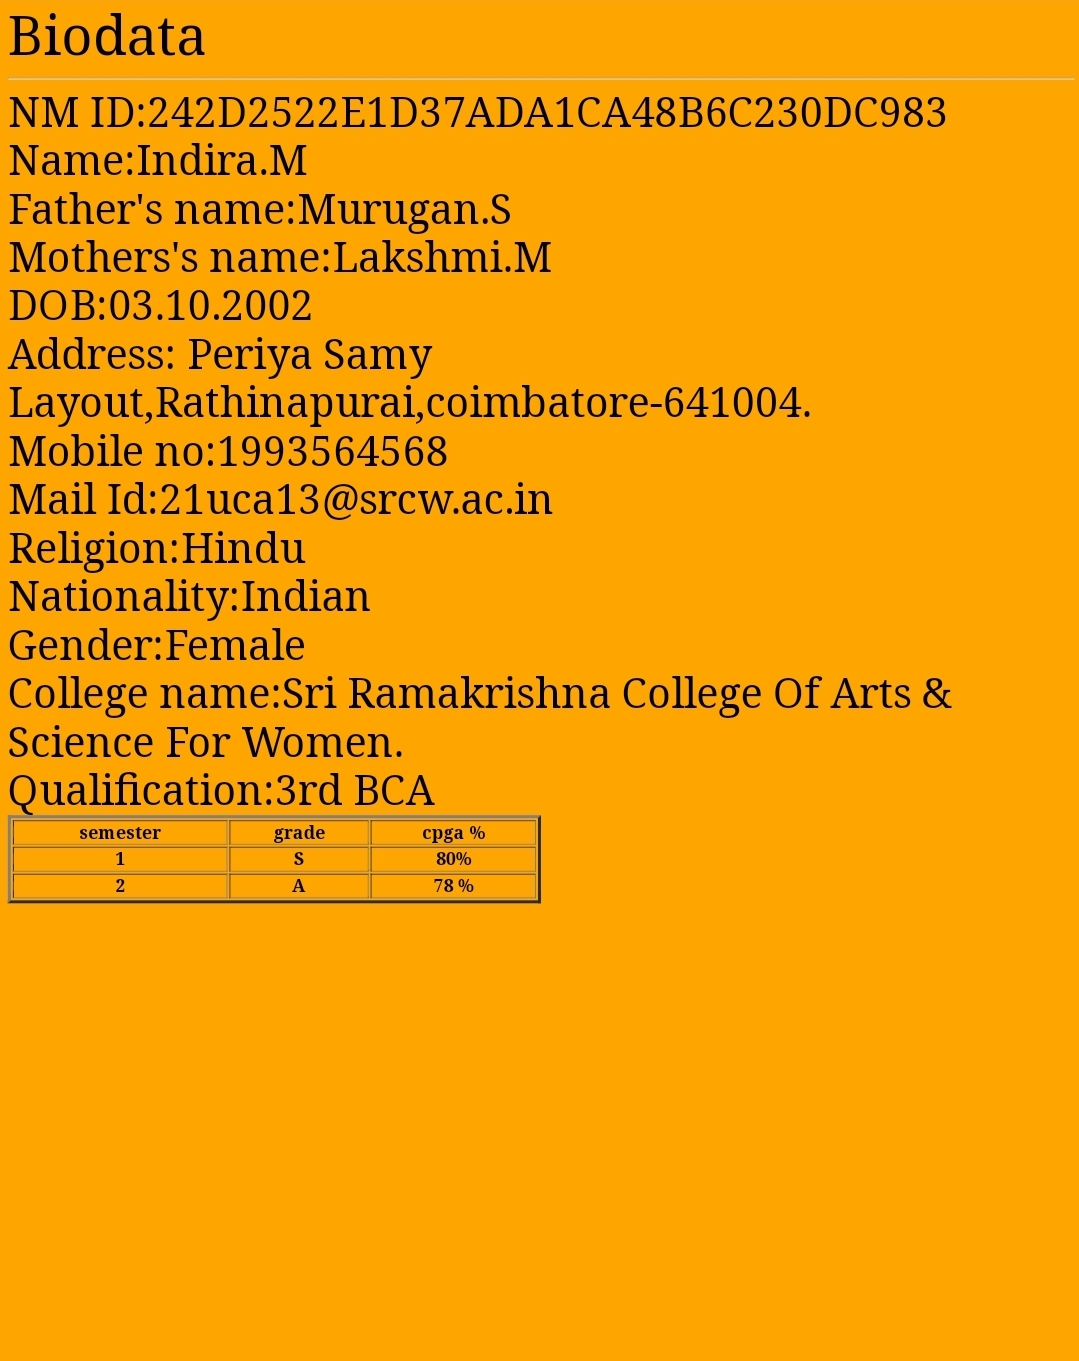 Biodata
NM ID:242D2522E1D37ADA1CA48B6C230DC983
Name:Indira.M
Father's name:Murugan.S
Mothers's name:Lakshmi.M
DOB:03.10.2002
Address: Periya Samy
Layout,Rathinapurai,coimbatore-641004.
Mobile no:1993564568
Mail Id:21uca13@srcw.ac.in
Religion:Hindu
Nationality:Indian
Gender:Female
College name:Sri Ramakrishna College Of Arts &
Science For Women.
Qualification:3rd BCA
semester grade cpga %
1 S 80%
2 A 78 %